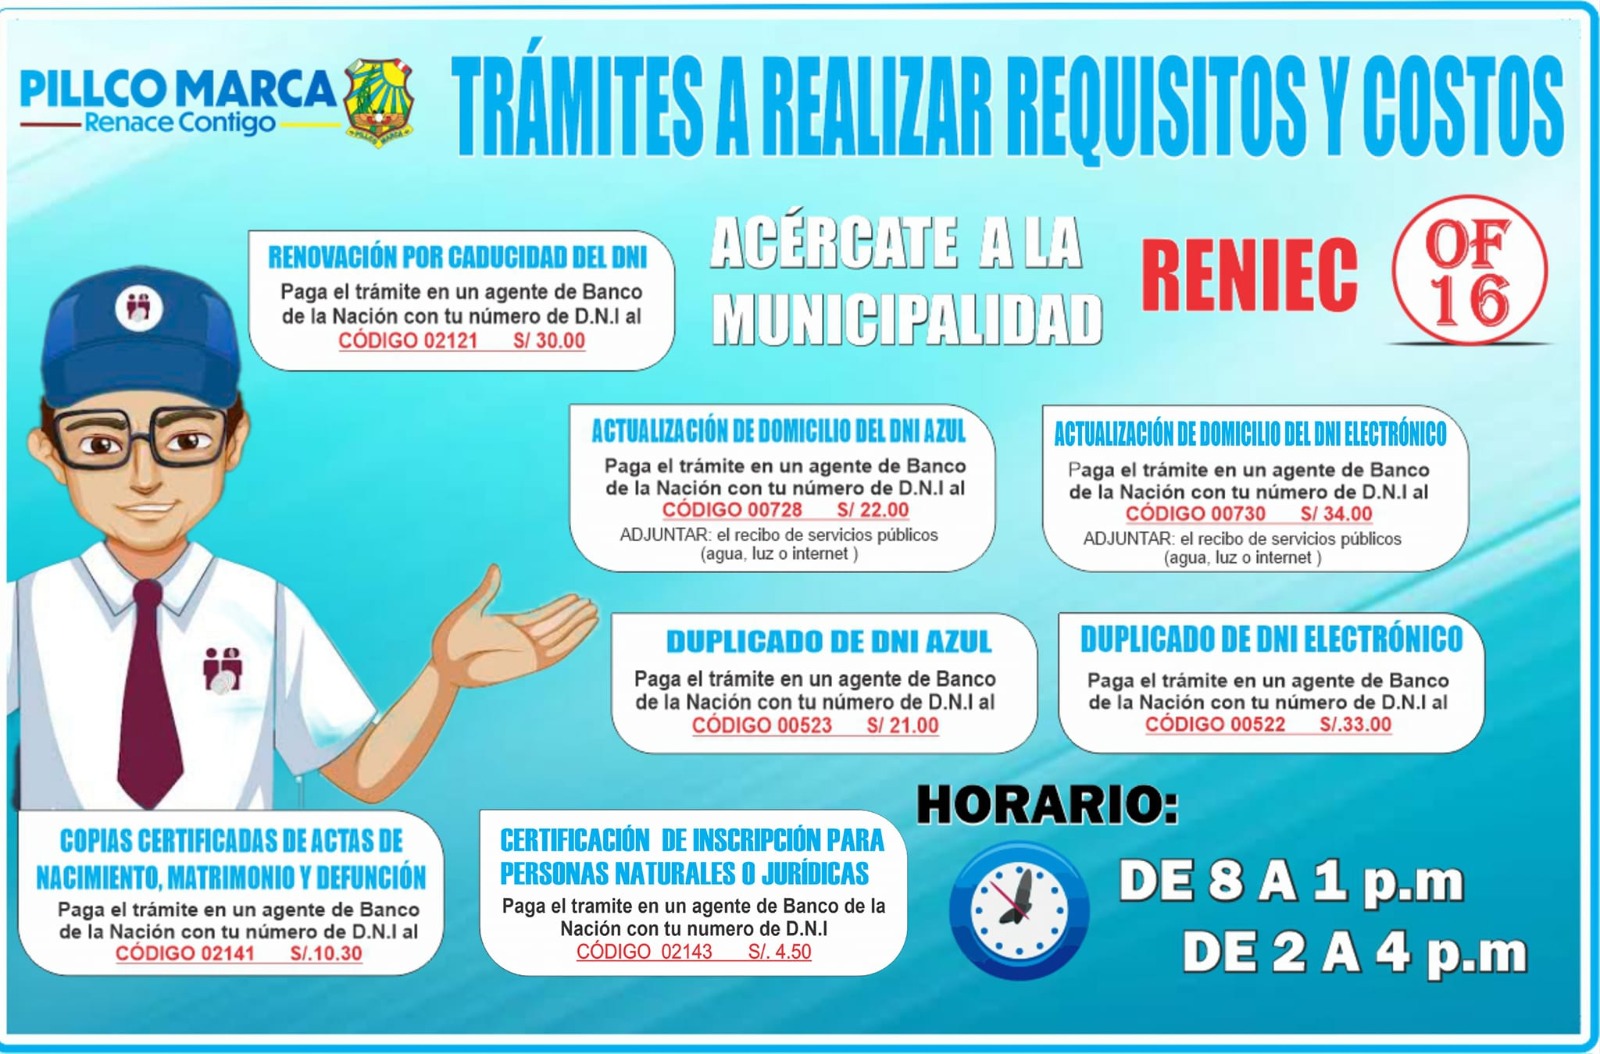 PILLCO MARCA
Renace Contigo
PILLCO MARCA
TRÁMITES A REALIZAR REQUISITOS Y COSTOS
ACÉRCATE A LA
MUNICIPALIDAD
RENIEC
OF
16
RENOVACIÓN POR CADUCIDAD DEL DNI
Paga el trámite en un agente de Banco
de la Nación con tu número de D.N.I al
CÓDIGO 02121 S/ 30.00
ACTUALIZACIÓN DE DOMICILIO DEL DNI AZUL
Paga el trámite en un agente de Banco
de la Nación con tu número de D.N.I al
CÓDIGO 00728 S/ 22.00
ADJUNTAR: el recibo de servicios públicos
(agua, luz o internet )
ACTUALIZACIÓN DE DOMICILIO DEL DNI ELECTRÓNICO
Paga el trámite en un agente de Banco
de la Nación con tu número de D.N.I al
CÓDIGO 00730 S/ 34.00
ADJUNTAR: el recibo de servicios públicos
(agua, luz o internet )
DUPLICADO DE DNI AZUL
Paga el trámite en un agente de Banco
de la Nación con tu número de D.N.I al
CÓDIGO 00523 S/ 21.00
DUPLICADO DE DNI ELECTRÓNICO
Paga el trámite en un agente de Banco
de la Nación con tu número de D.N.I al
CÓDIGO 00522 S/.33.00
COPIAS CERTIFICADAS DE ACTAS DE
NACIMIENTO, MATRIMONIO Y DEFUNCIÓN
Paga el trámite en un agente de Banco
de la Nación con tu numero de D.N.I al
CÓDIGO 02141 S/.10.30
CERTIFICACIÓN DE INSCRIPCIÓN PARA
PERSONAS NATURALES O JURÍDICAS
Paga el tramite en un agente de Banco de la
Nación con tu numero de D.N.I
CÓDIGO 02143 S/. 4.50
HORARIO:
DE 8 A 1 p.m
DE 2 A 4 p.m